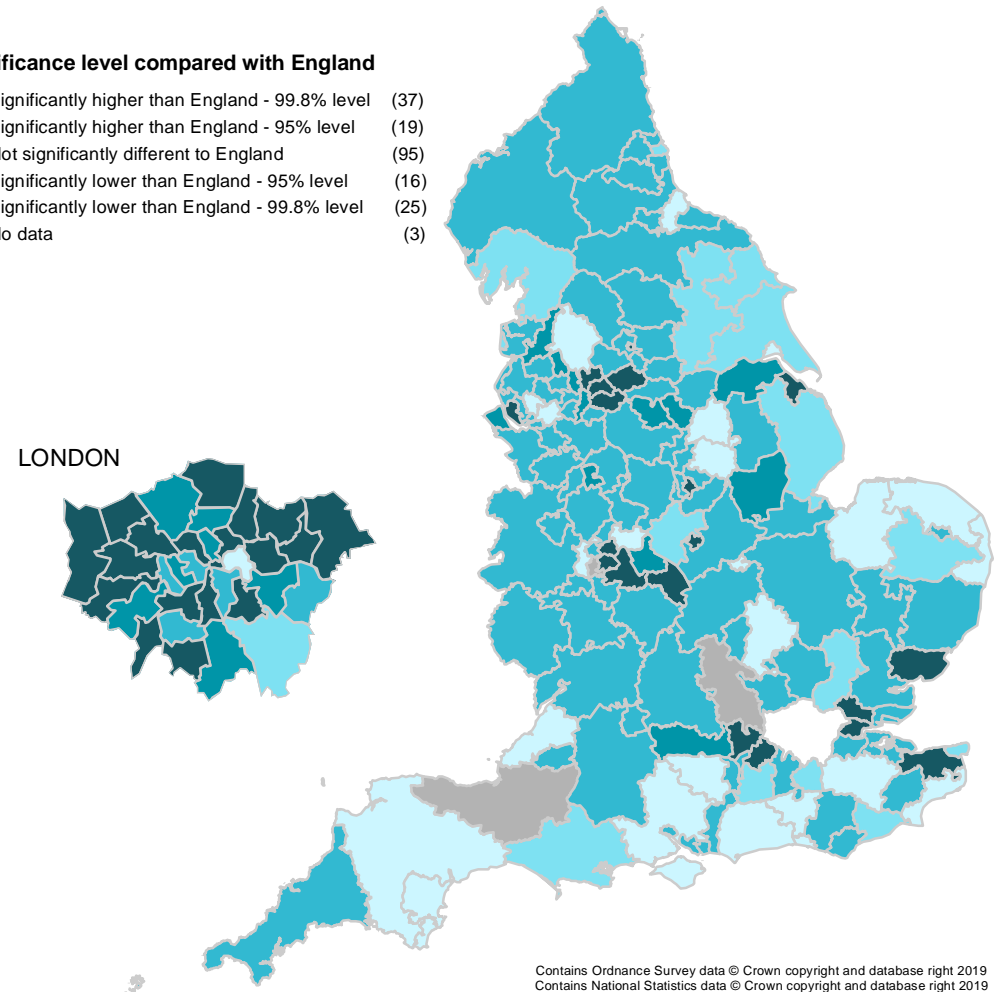 ificance level compared with England
ignificantly higher than England - 99.8% level (37)
ignificantly higher than England - 95% level (19)
ot significantly different to England (95)
ignificantly lower than England - 95% level (16)
ignificantly lower than England - 99.8% level (25)
o data (3)
LONDON
Contains Ordnance Survey data © Crown copyright and database right 2019
Contains National Statistics data © Crown copyright and database right 2019